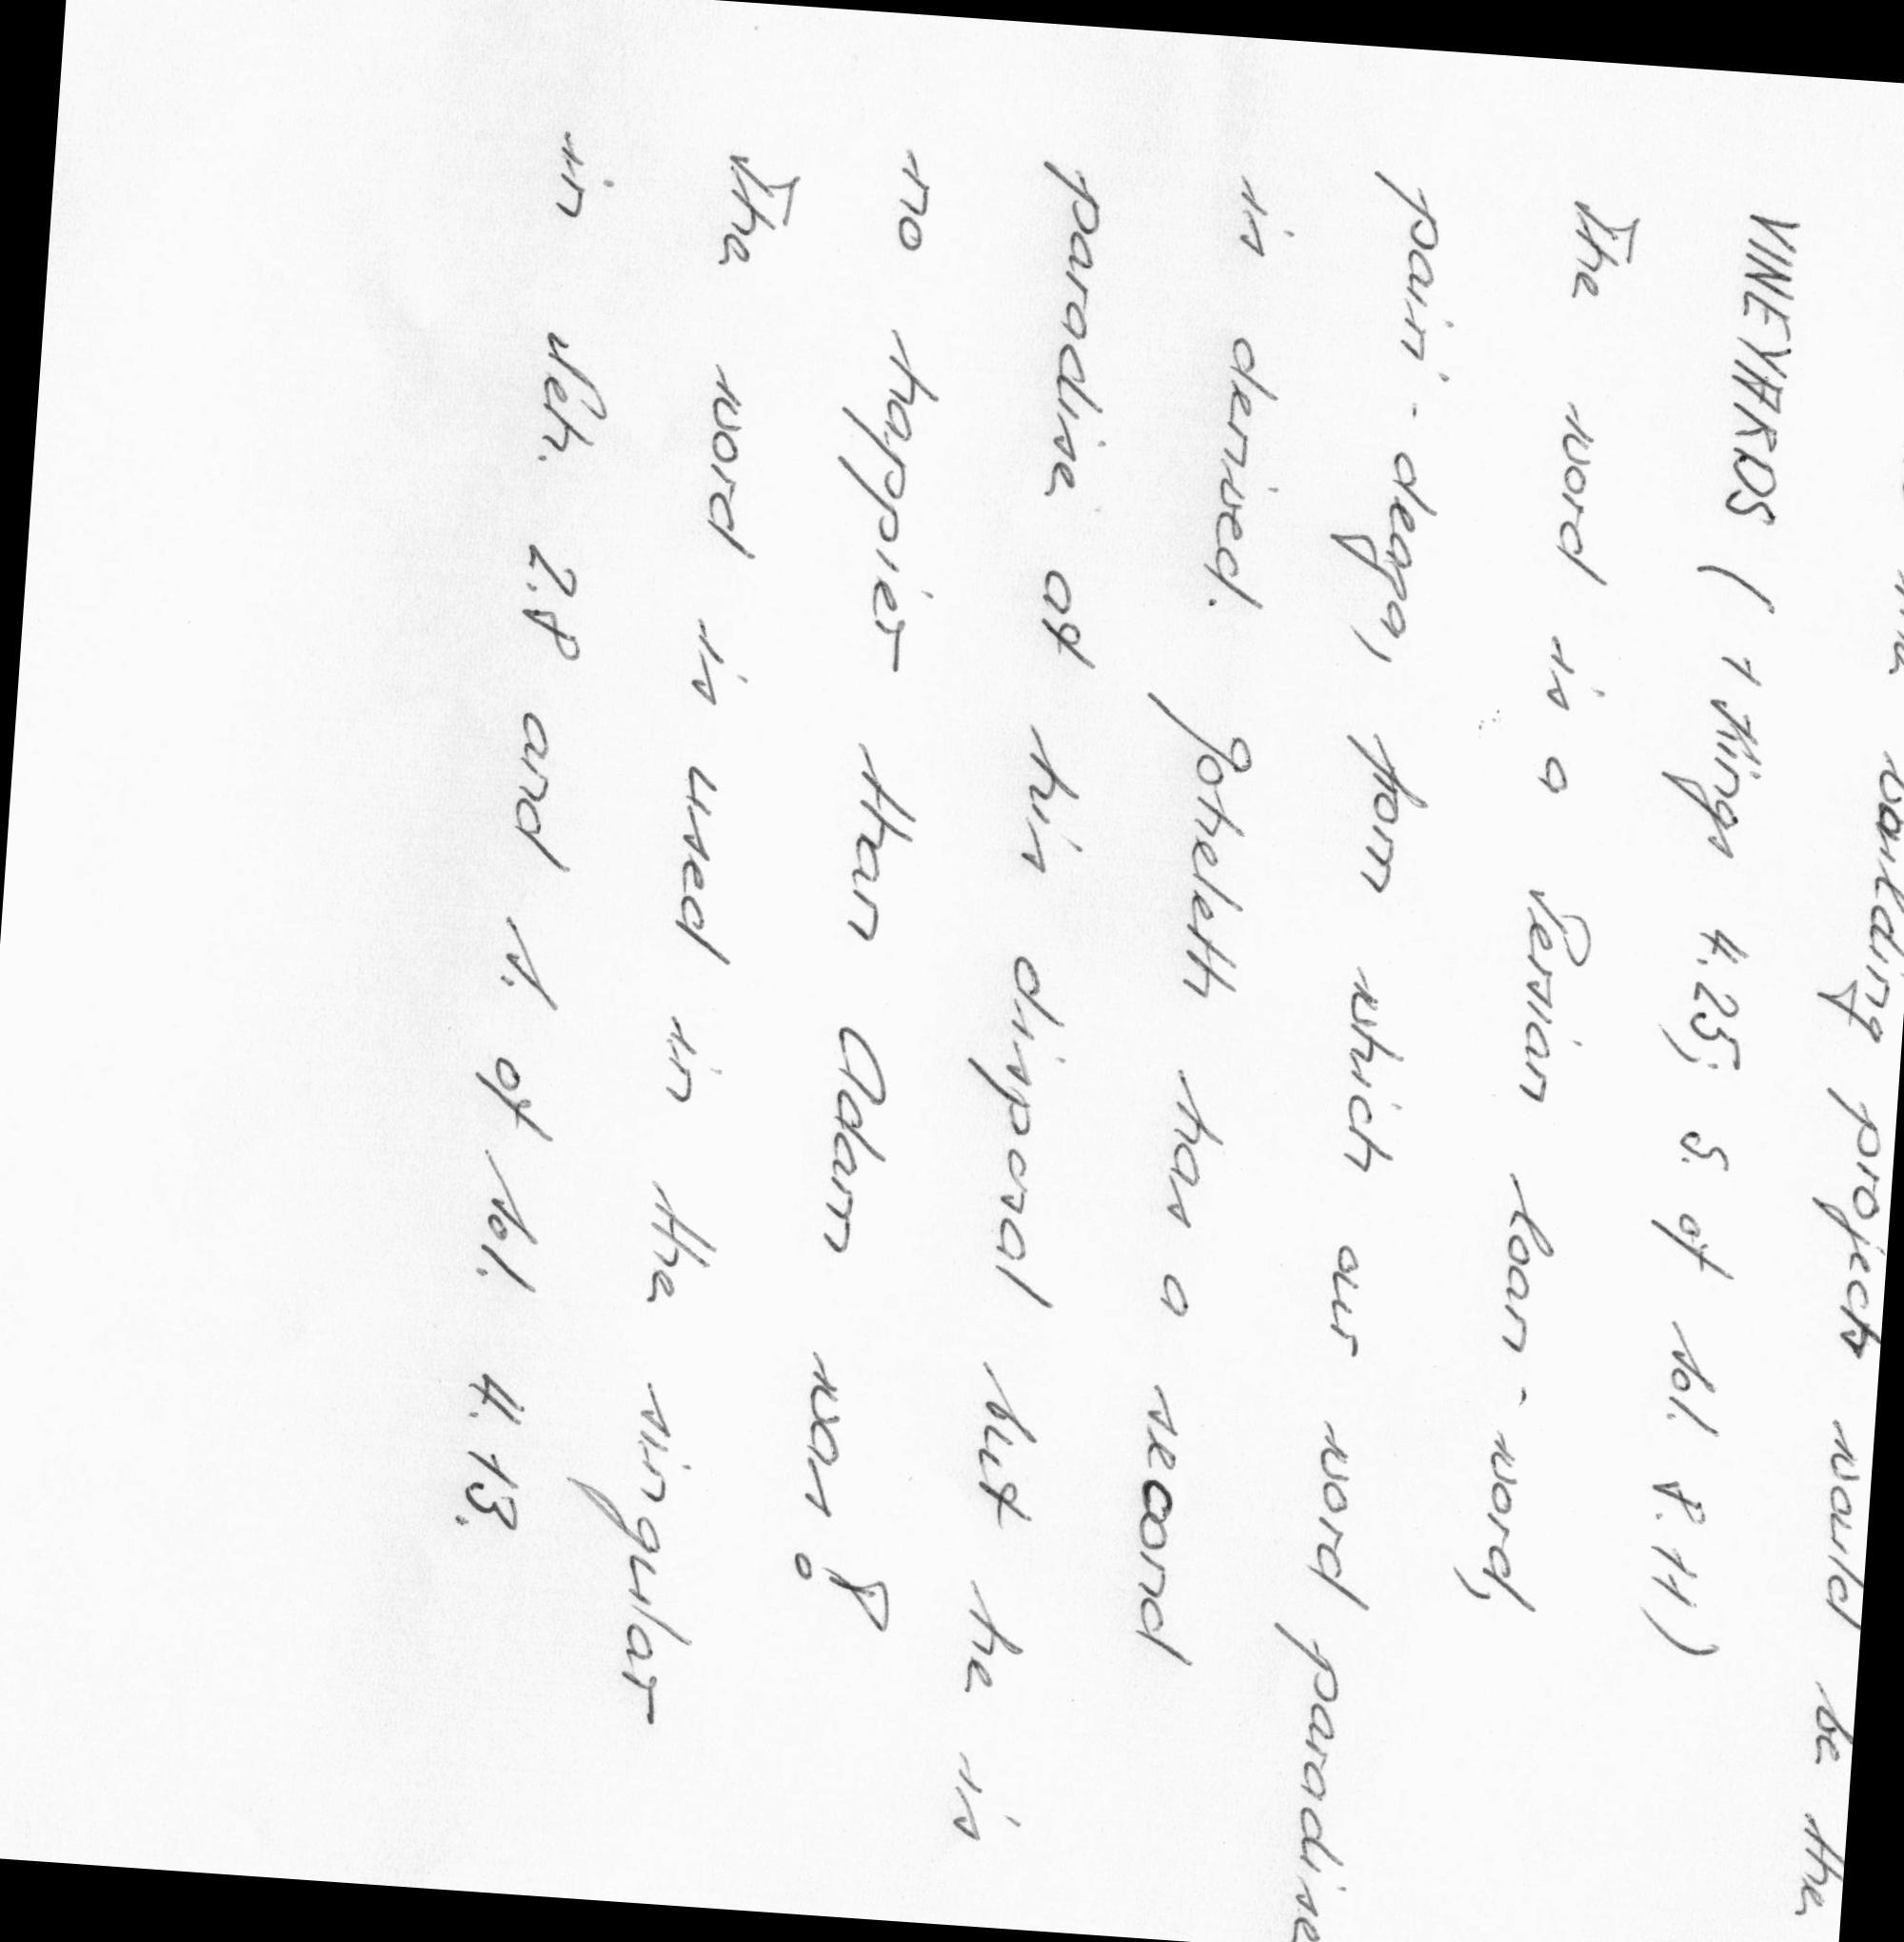 building project would be the
VINEYARDS (1 Kings 4.25; S. of Sol. 8.11)
The word is a Persian loan-word,
pairi-deaza, from which our word paradise
is derived. Qoheleth has a second
paradise at his disposal but he is
no happier than Adam was!
The word is used in the singular
in Neh. 2.8 and S. of Sol. 4.13.